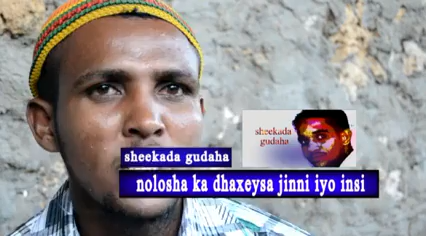 sheekada
gudaha
sheekada gudaha
nolosha ka dhaxeysa jinni iyo insi